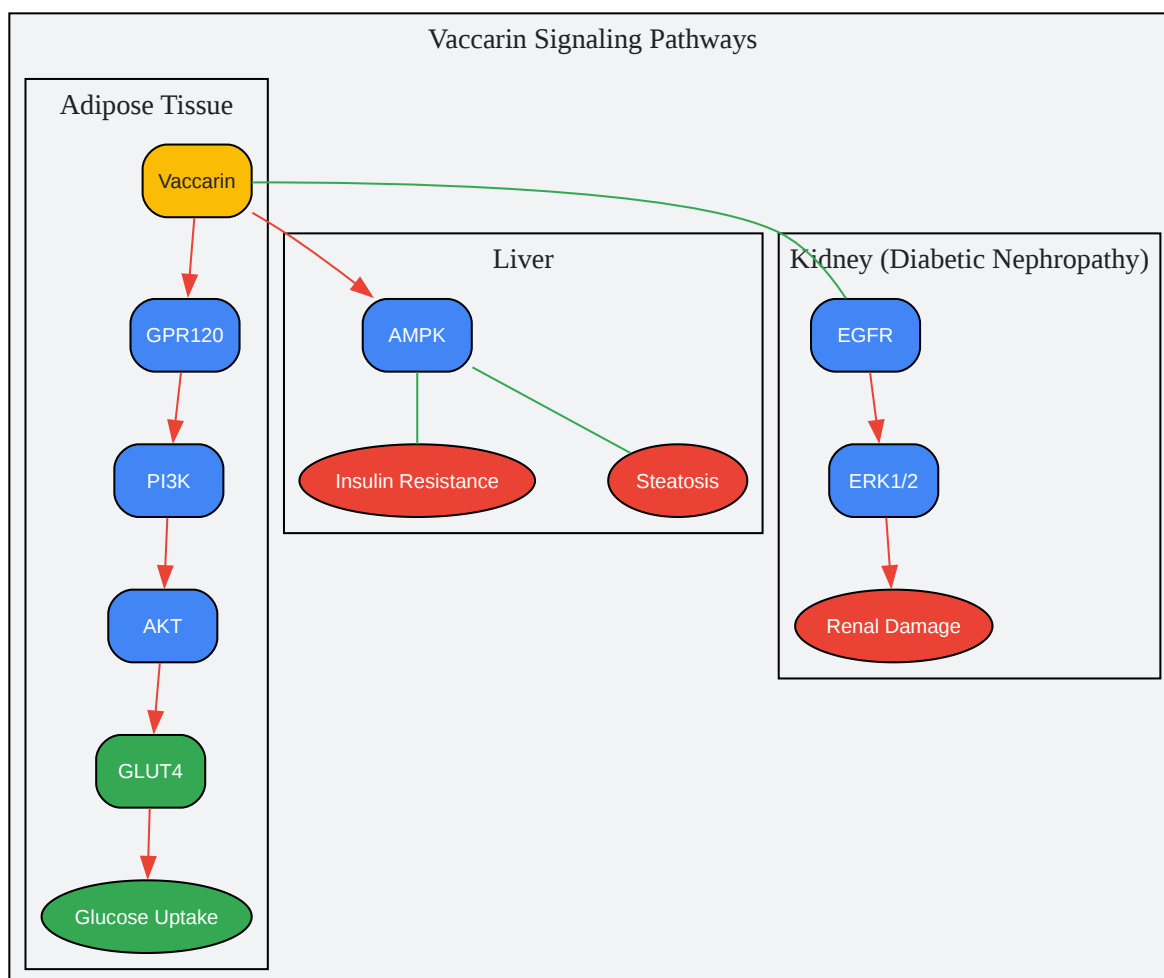 Vaccarin Signaling Pathways
Adipose Tissue
Vaccarin
GPR120
PI3K
AKT
GLUT4
Glucose Uptake
Liver
AMPK
Insulin Resistance
Steatosis
Kidney (Diabetic Nephropathy)
EGFR
ERK1/2
Renal Damage